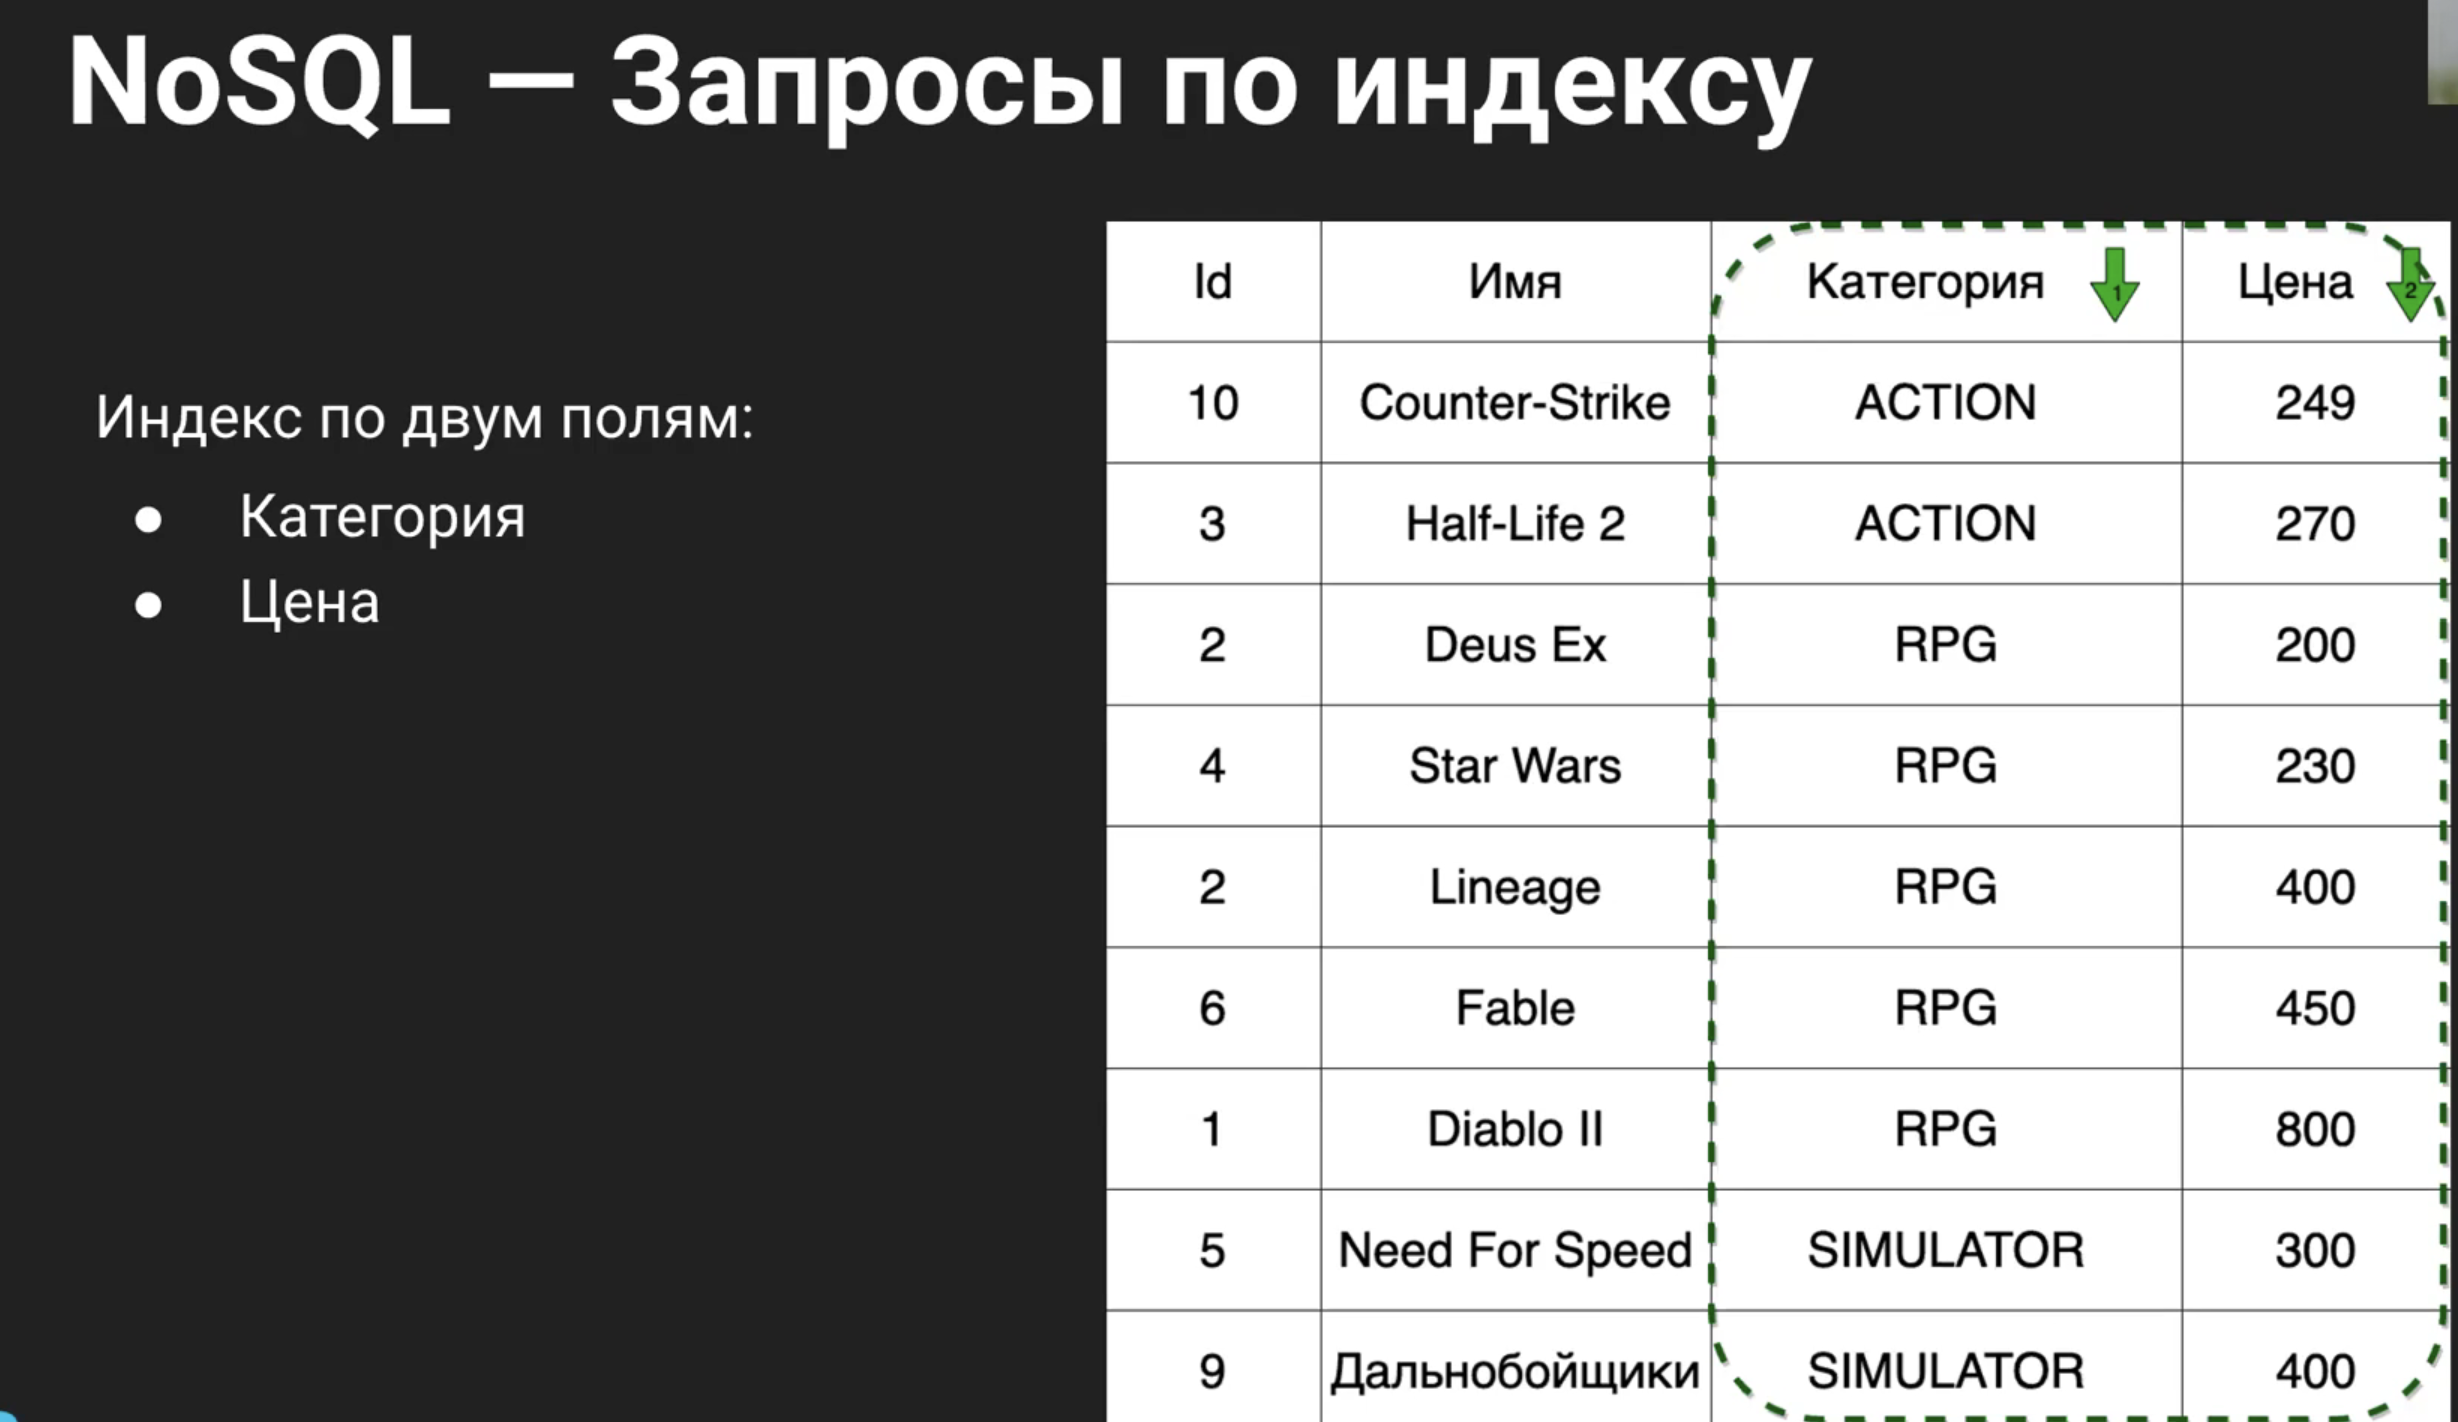 NoSQL — Запросы по индексу
Индекс по двум полям:
● Категория
● Цена
Id Имя Категория 1 Цена 2
10 Counter-Strike ACTION 249
3 Half-Life 2 ACTION 270
2 Deus Ex RPG 200
4 Star Wars RPG 230
2 Lineage RPG 400
6 Fable RPG 450
1 Diablo II RPG 800
5 Need For Speed SIMULATOR 300
9 Дальнобойщики SIMULATOR 400